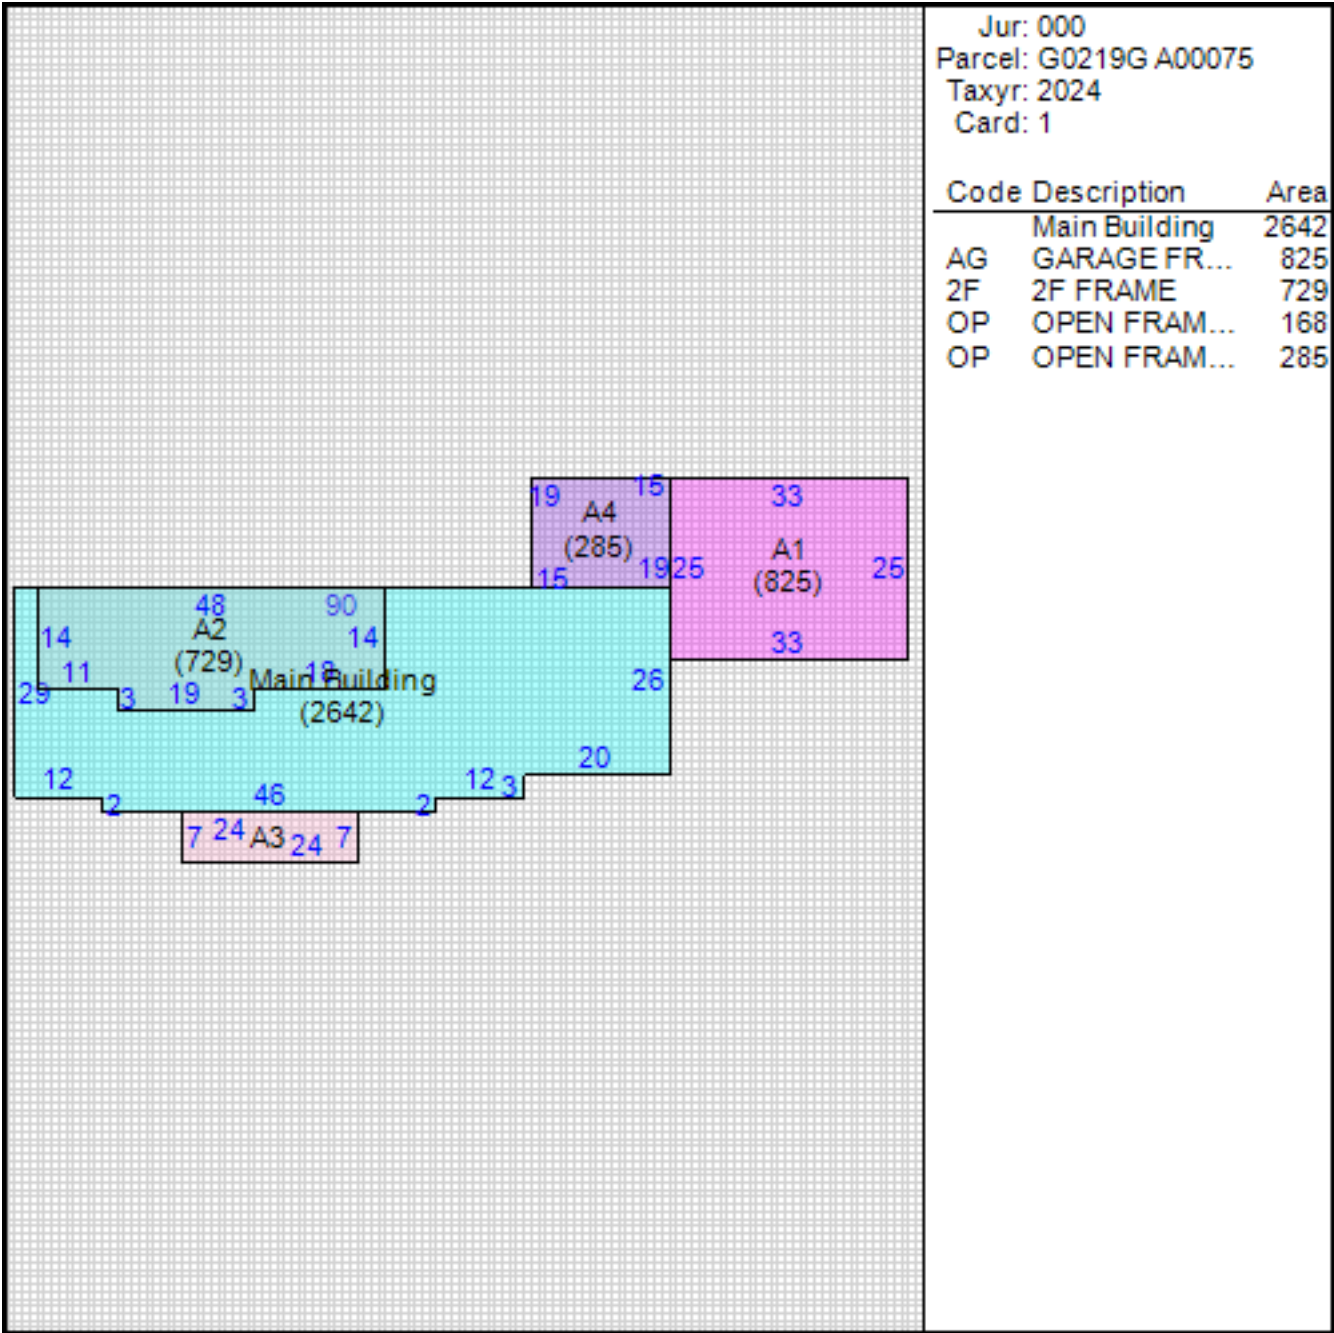 Jur: 000
Parcel: G0219G A00075
Taxyr: 2024
Card: 1
Code Description Area
Main Building 2642
AG GARAGE FR... 825
2F 2F FRAME 729
OP OPEN FRAM... 168
OP OPEN FRAM... 285
19 15 33
A4
(285)
15 19 25
A1
(825)
25
33
48 90
14 A2 14
(729)
11 18
29 3 19 3
Main Building
(2642)
26
12 46 12 3 20
2 2
7 24 A3 24 7